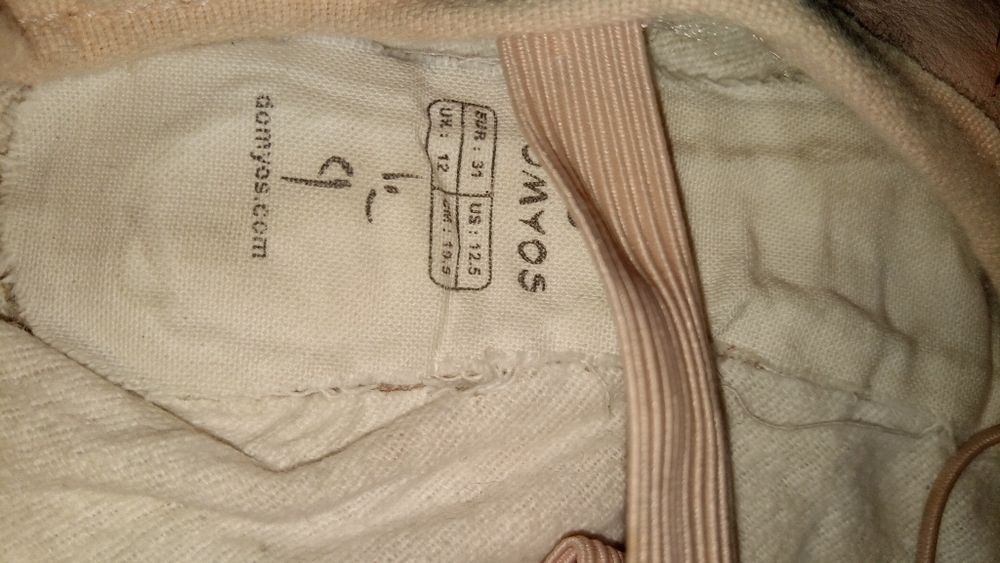 OMYOS
EUR : 31 US : 12.5
UK : 12 cm : 19.5
domyos.com